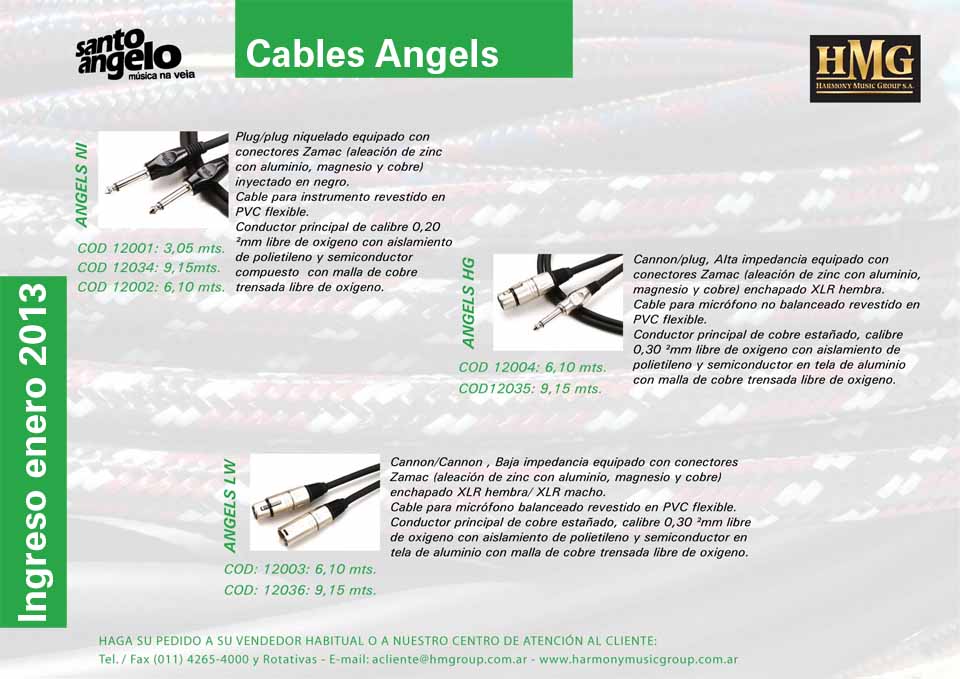 santo
angelo
música na veia
Cables Angels
HMG
HARMONY MUSIC GROUP S.A.
ANGELS NI
Plug/plug niquelado equipado con
conectores Zamac (aleación de zinc
con aluminio, magnesio y cobre)
inyectado en negro.
Cable para instrumento revestido en
PVC flexible.
Conductor principal de calibre 0,20
²mm libre de oxigeno con aislamiento
de polietileno y semiconductor
compuesto con malla de cobre
trensada libre de oxigeno.
COD 12001: 3,05 mts.
COD 12034: 9,15mts.
COD 12002: 6,10 mts.
ANGELS HG
Cannon/plug, Alta impedancia equipado con
conectores Zamac (aleación de zinc con aluminio,
magnesio y cobre) enchapado XLR hembra.
Cable para micrófono no balanceado revestido en
PVC flexible.
Conductor principal de cobre estañado, calibre
0,30 ²mm libre de oxigeno con aislamiento de
polietileno y semiconductor en tela de aluminio
con malla de cobre trensada libre de oxigeno.
COD 12004: 6,10 mts.
COD12035: 9,15 mts.
Ingreso enero 2013
ANGELS LW
Cannon/Cannon , Baja impedancia equipado con conectores
Zamac (aleación de zinc con aluminio, magnesio y cobre)
enchapado XLR hembra/ XLR macho.
Cable para micrófono balanceado revestido en PVC flexible.
Conductor principal de cobre estañado, calibre 0,30 ²mm libre
de oxigeno con aislamiento de polietileno y semiconductor en
tela de aluminio con malla de cobre trensada libre de oxigeno.
COD: 12003: 6,10 mts.
COD: 12036: 9,15 mts.
HAGA SU PEDIDO A SU VENDEDOR HABITUAL O A NUESTRO CENTRO DE ATENCIÓN AL CLIENTE:
Tel. / Fax (011) 4265-4000 y Rotativas - E-mail: acliente@hmgroup.com.ar - www.harmonymusicgroup.com.ar